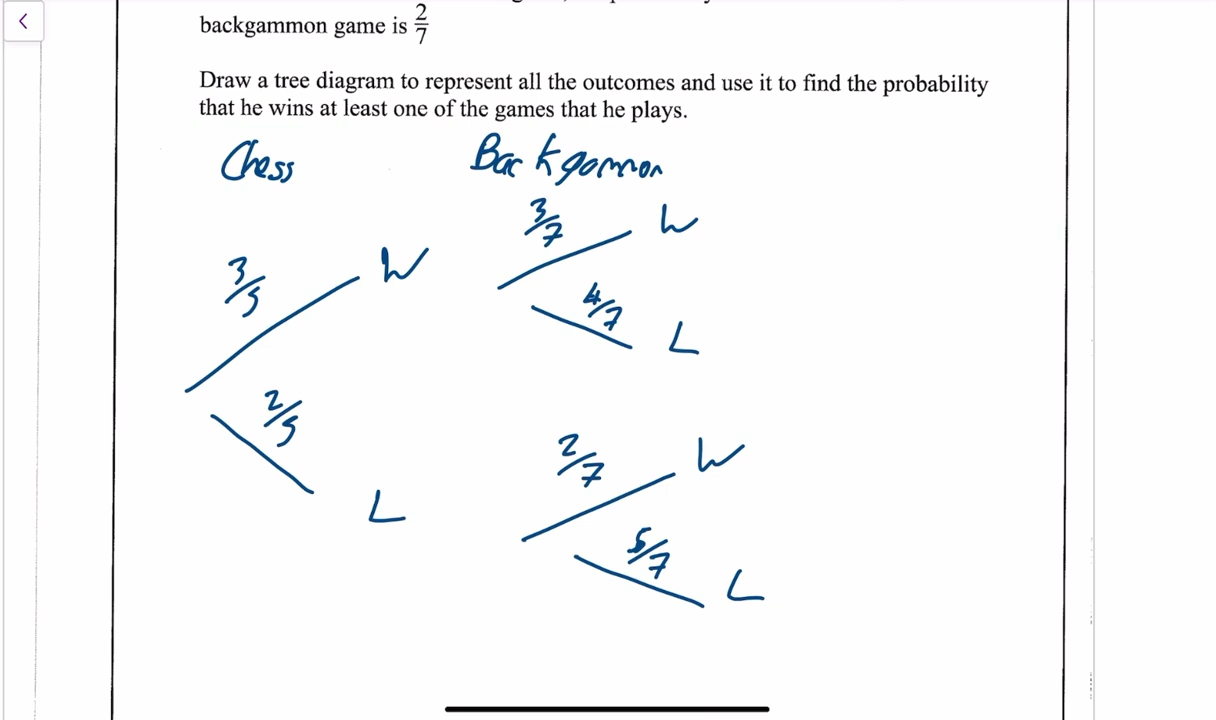 backgammon game is 2/7
Draw a tree diagram to represent all the outcomes and use it to find the probability
that he wins at least one of the games that he plays.
Chess Backgammon
3/7 W
3/5 W
4/7 L
2/5
2/7 W
L
5/7 L